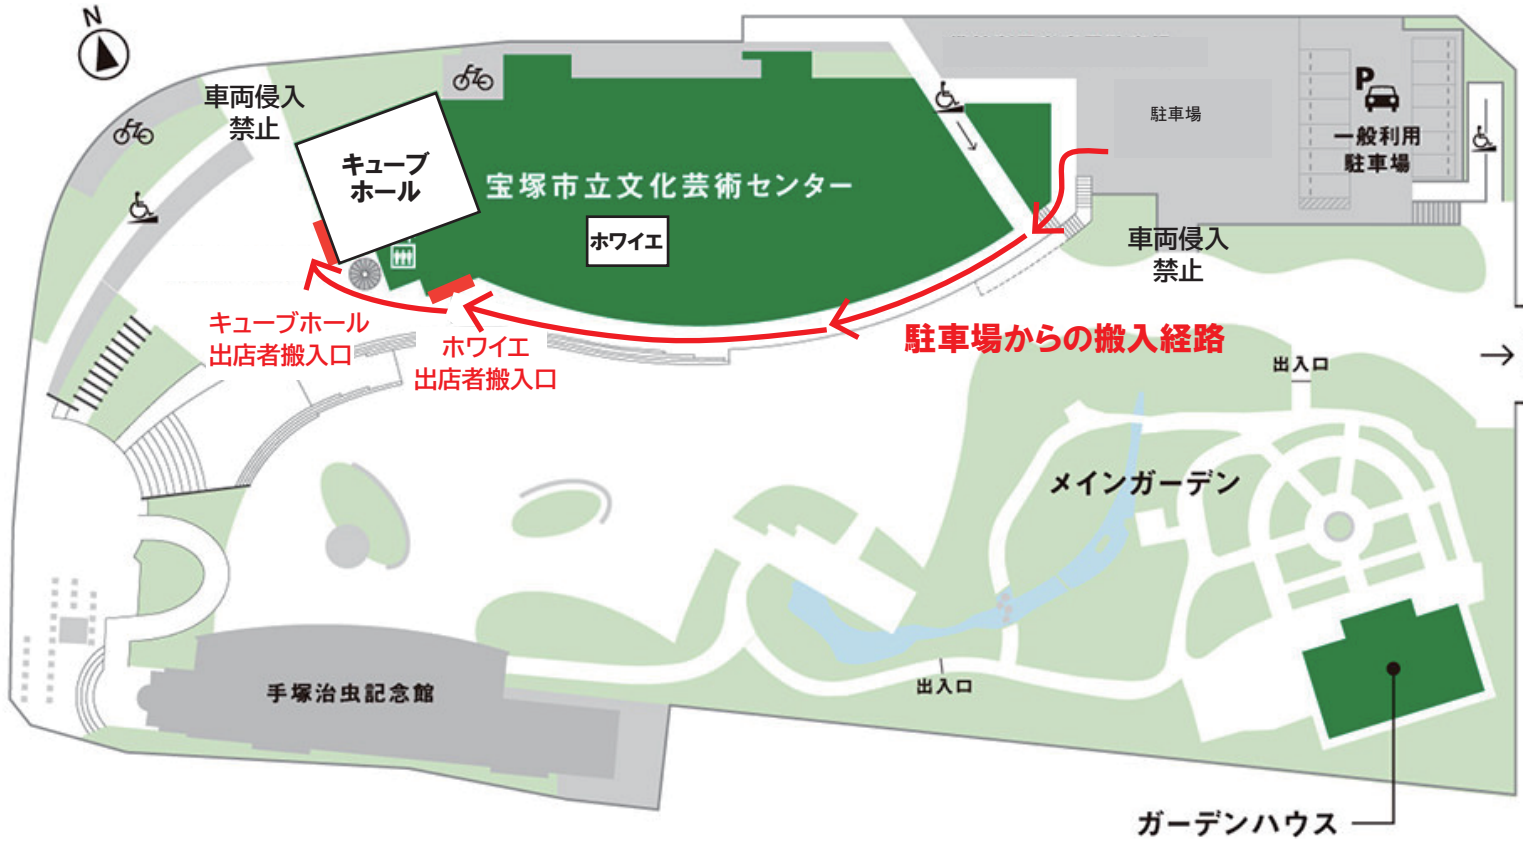 N
車両侵入
禁止
キューブ
ホール
宝塚市立文化芸術センター
ホワイエ
駐車場
P
一般利用
駐車場
車両侵入
禁止
キューブホール
出店者搬入口
ホワイエ
出店者搬入口
駐車場からの搬入経路
出入口
メインガーデン
出入口
手塚治虫記念館
ガーデンハウス